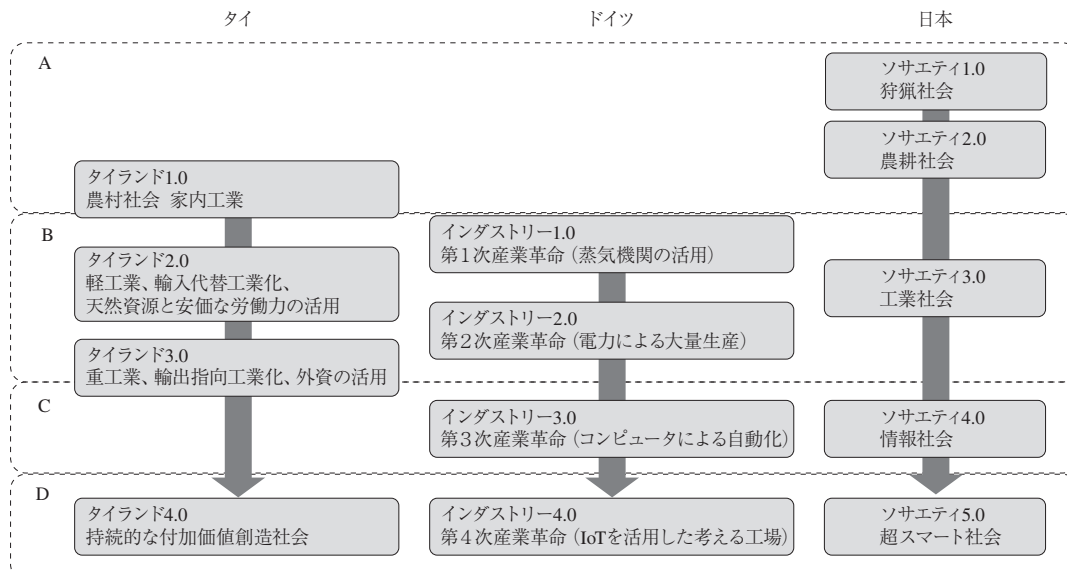 タイ
ドイツ
日本
A
ソサエティ1.0
狩猟社会
ソサエティ2.0
農耕社会
タイランド1.0
農村社会 家内工業
B
インダストリー1.0
第1次産業革命（蒸気機関の活用）
タイランド2.0
軽工業、輸入代替工業化、
天然資源と安価な労働力の活用
ソサエティ3.0
工業社会
インダストリー2.0
第2次産業革命（電力による大量生産）
タイランド3.0
重工業、輸出指向工業化、外資の活用
C
インダストリー3.0
第3次産業革命（コンピュータによる自動化）
ソサエティ4.0
情報社会
D
タイランド4.0
持続的な付加価値創造社会
インダストリー4.0
第4次産業革命（IoTを活用した考える工場）
ソサエティ5.0
超スマート社会